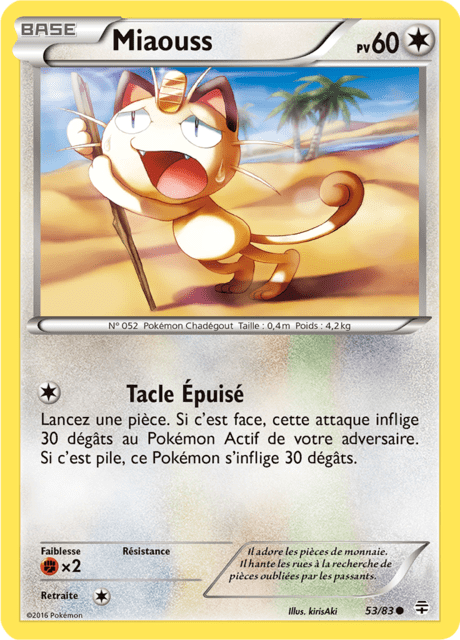 BASE
Miaouss
PV60
N° 052 Pokémon Chadégout Taille : 0,4m Poids : 4,2kg
Tacle Épuisé
Lancez une pièce. Si c'est face, cette attaque inflige
30 dégâts au Pokémon Actif de votre adversaire.
Si c'est pile, ce Pokémon s'inflige 30 dégâts.
Faiblesse
Résistance
×2
Retraite
Il adore les pièces de monnaie.
Il hante les rues à la recherche de
pièces oubliées par les passants.
Illus. kirisAki
53/83
©2016 Pokémon